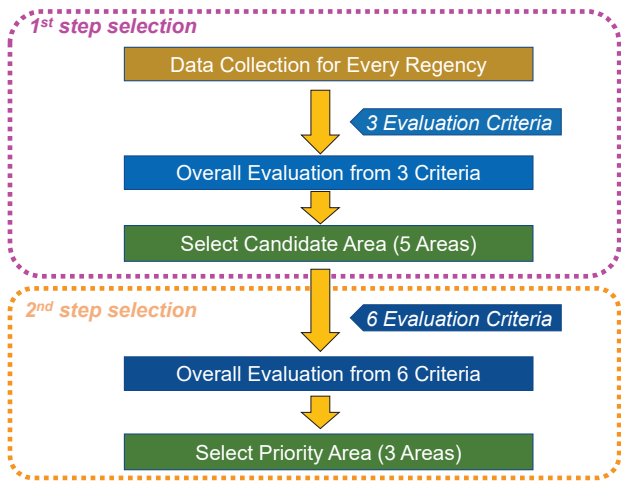 1st step selection
Data Collection for Every Regency
3 Evaluation Criteria
Overall Evaluation from 3 Criteria
Select Candidate Area (5 Areas)
2nd step selection
6 Evaluation Criteria
Overall Evaluation from 6 Criteria
Select Priority Area (3 Areas)